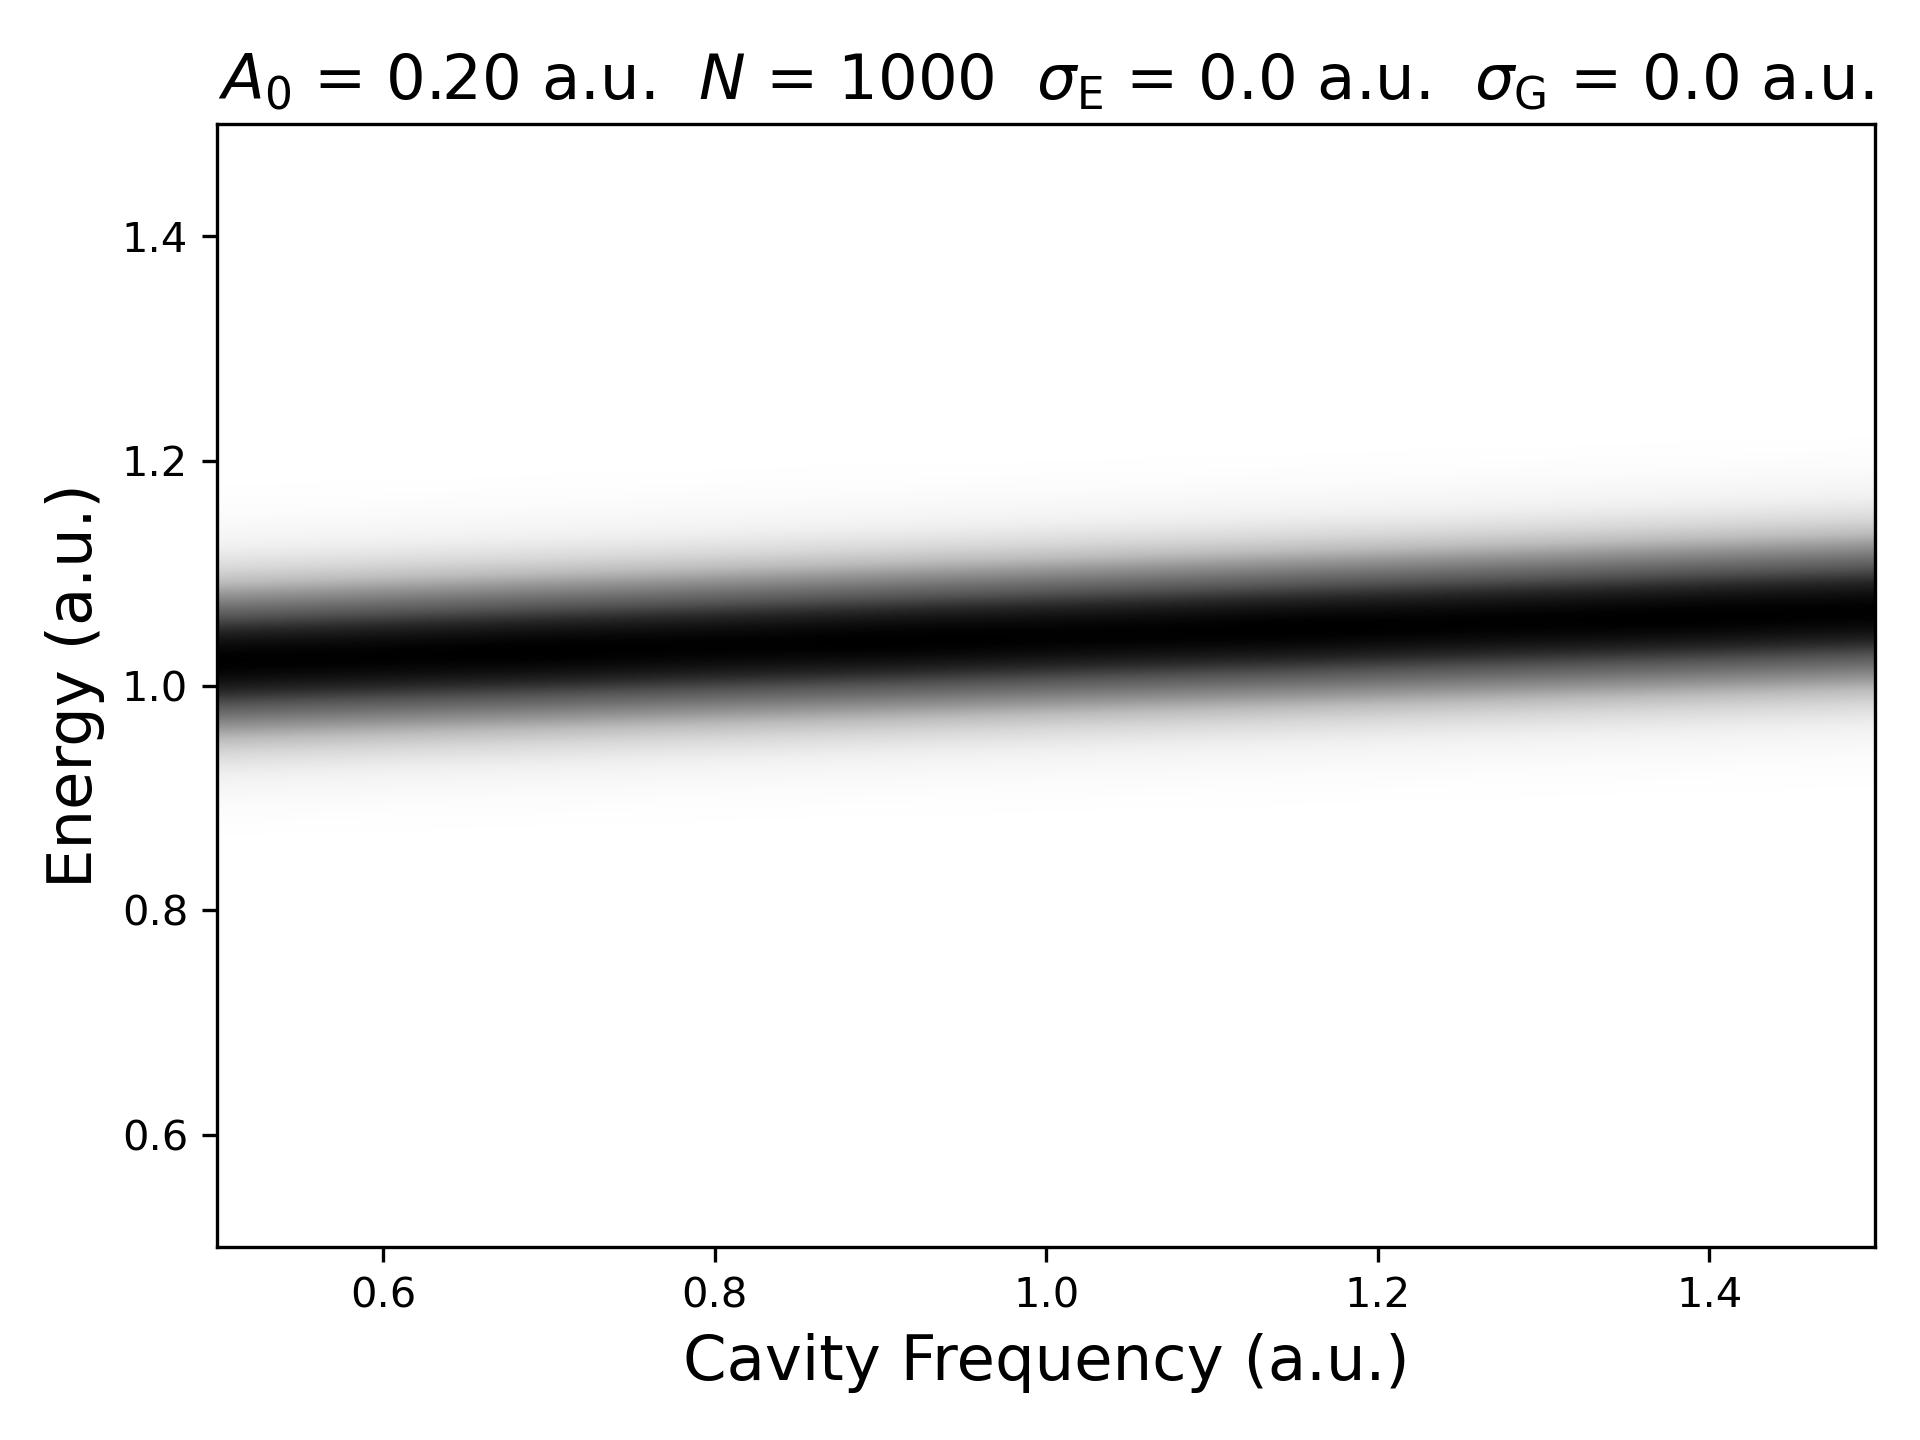 A₀ = 0.20 a.u.  N = 1000  σE = 0.0 a.u.  σG = 0.0 a.u.
Energy (a.u.)
1.4
1.2
1.0
0.8
0.6
0.6 0.8 1.0 1.2 1.4
Cavity Frequency (a.u.)